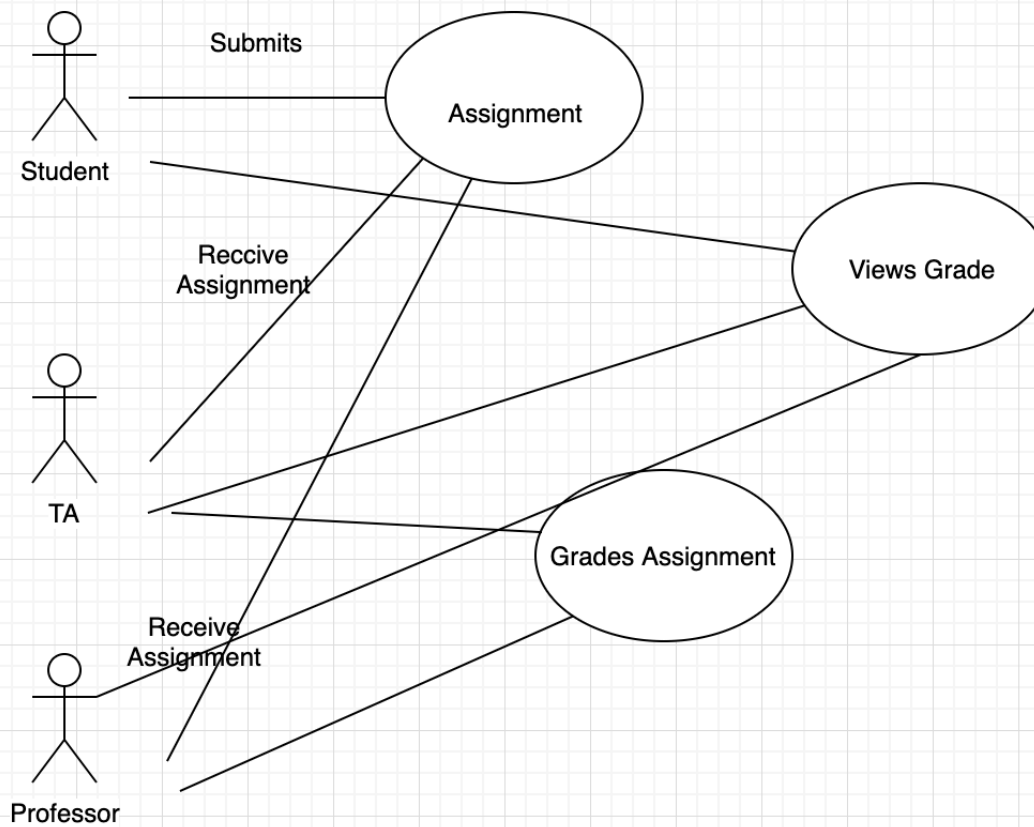 Submits
Assignment
Student
Reccive
Assignment
Views Grade
TA
Grades Assignment
Receive
Assignment
Professor